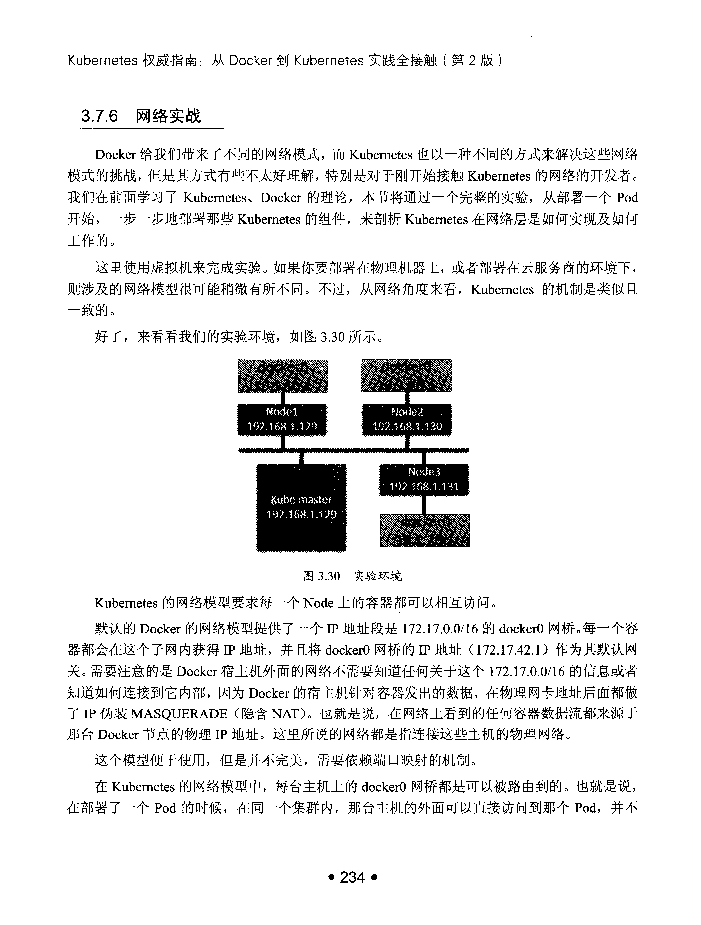 Kubernetes 权威指南：从 Docker 到 Kubernetes 实践全接触（第 2 版）
3.7.6 网络实战
Docker 给我们带来了不同的网络模式，而 Kubernetes 也以一种不同的方式来解决这些网络
模式的挑战，但是其方式有些不太好理解，特别是对于刚开始接触 Kubernetes 的网络的开发者。
我们在前面学习了 Kubernetes、Docker 的理论，本节将通过一个完整的实验，从部署一个 Pod
开始，一步一步地部署那些 Kubernetes 的组件，来剖析 Kubernetes 在网络层是如何实现及如何
工作的。
这里使用虚拟机来完成实验。如果你要部署在物理机器上，或者部署在云服务商的环境下，
则涉及的网络模型很可能稍微有所不同。不过，从网络角度来看，Kubernetes 的机制是类似且
一致的。
好了，来看看我们的实验环境，如图 3.30 所示。
Node1
192.168.1.129
Node2
192.168.1.130
Kube master
192.168.1.129
Node3
192.168.1.131
图 3.30 实验环境
Kubernetes 的网络模型要求每一个 Node 上的容器都可以相互访问。
默认的 Docker 的网络模型提供了一个 IP 地址段是 172.17.0.0/16 的 docker0 网桥。每一个容
器都会在这个子网内获得 IP 地址，并且将 docker0 网桥的 IP 地址（172.17.42.1）作为其默认网
关。需要注意的是 Docker 宿主机外面的网络不需要知道任何关于这个 172.17.0.0/16 的信息或者
知道如何连接到它内部，因为 Docker 的宿主机针对容器发出的数据，在物理网卡地址后面都做
了 IP 伪装 MASQUERADE（隐含 NAT）。也就是说，在网络上看到的任何容器数据流都来源于
那台 Docker 节点的物理 IP 地址。这里所说的网络都是指连接这些主机的物理网络。
这个模型便于使用，但是并不完美，需要依赖端口映射的机制。
在 Kubernetes 的网络模型中，每台主机上的 docker0 网桥都是可以被路由到的。也就是说，
在部署了一个 Pod 的时候，在同一个集群内，那台主机的外面可以直接访问到那个 Pod，并不
• 234 •